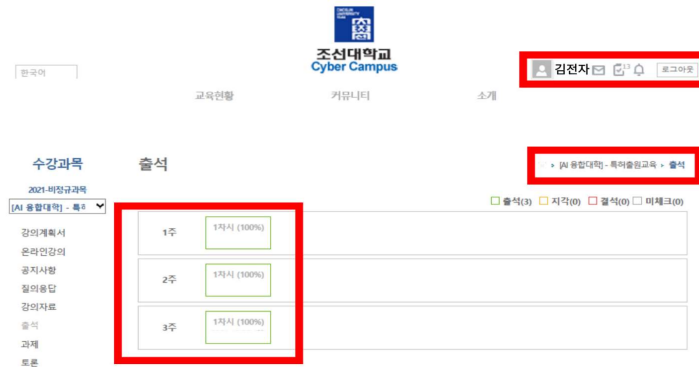 조선대학교
Cyber Campus
한국어
김전자 13 로그아웃
교육현황 커뮤니티 소개
수강과목
출석
▸ [AI 융합대학] - 특허출원교육 ▸ 출석
2021-비정규과목
[AI 융합대학] - 특허
출석(3) 지각(0) 결석(0) 미체크(0)
강의계획서
온라인강의
공지사항
질의응답
강의자료
출석
과제
토론
1주 1차시 (100%)
2주 1차시 (100%)
3주 1차시 (100%)